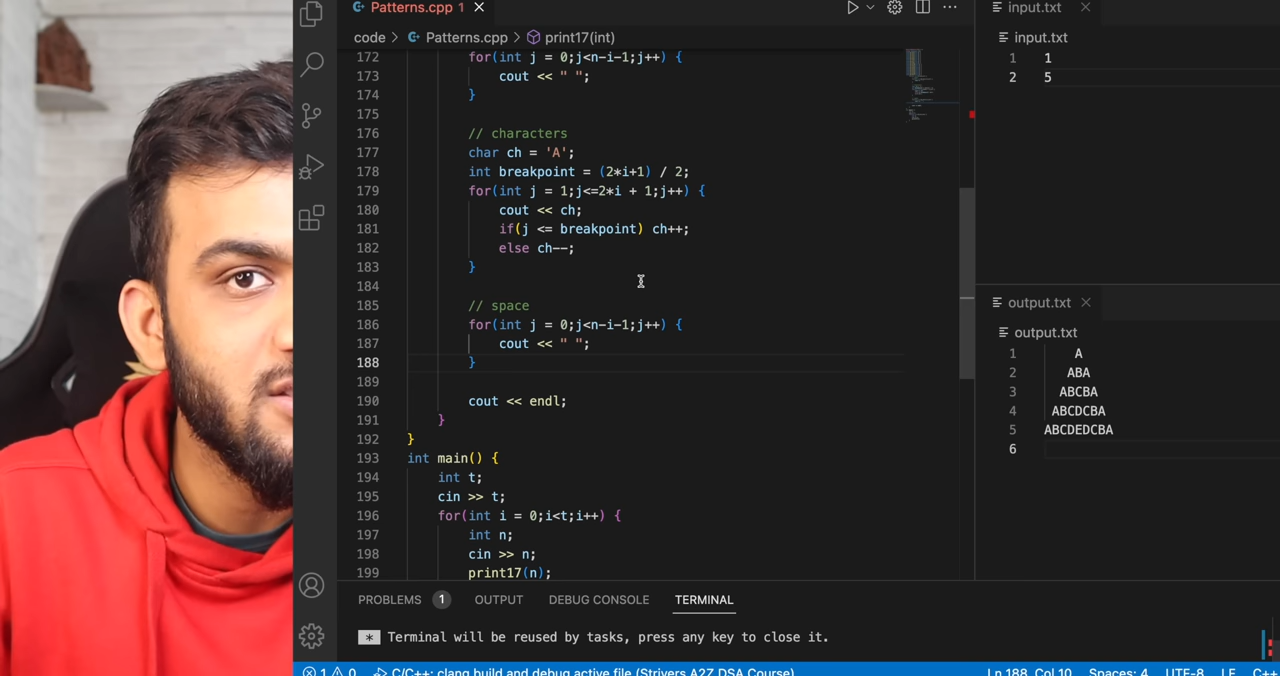 Patterns.cpp 1
input.txt
code > Patterns.cpp > print17(int)
input.txt
172 for(int j = 0;j<n-i-1;j++) {
173 cout << " ";
174 }
175
176 // characters
177 char ch = 'A';
178 int breakpoint = (2*i+1) / 2;
179 for(int j = 1;j<=2*i + 1;j++) {
180 cout << ch;
181 if(j <= breakpoint) ch++;
182 else ch--;
183 }
184
185 // space
186 for(int j = 0;j<n-i-1;j++) {
187 cout << " ";
188 }
189
190 cout << endl;
191 }
192 }
193 int main() {
194 int t;
195 cin >> t;
196 for(int i = 0;i<t;i++) {
197 int n;
198 cin >> n;
199 print17(n);
1 1
2 5
output.txt
output.txt
1 A
2 ABA
3 ABCBA
4 ABCDCBA
5 ABCDEDCBA
6
PROBLEMS 1 OUTPUT DEBUG CONSOLE TERMINAL
* Terminal will be reused by tasks, press any key to close it.
1 0 C/C++: clang build and debug active file (Strivers A2Z DSA Course) Ln 188, Col 10 Spaces: 4 UTF-8 LF C++